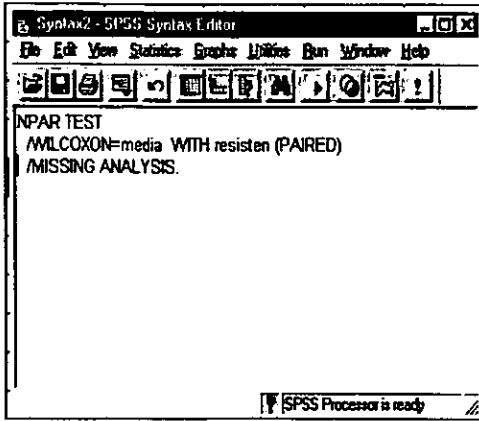 Syntax2 - SPSS Syntax Editor
File Edit View Statistics Graphs Utilities Run Window Help
NPAR TEST
/WILCOXON=media WITH resisten (PAIRED)
/MISSING ANALYSIS.
SPSS Processor is ready